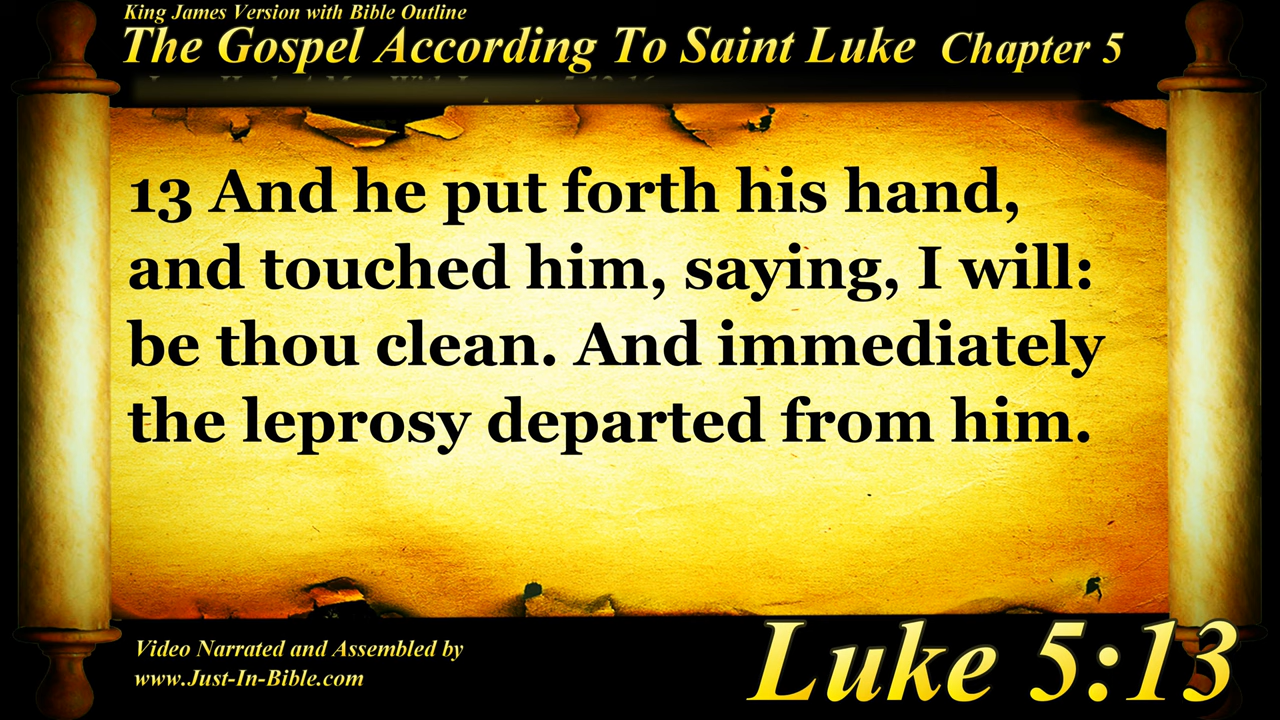 King James Version with Bible Outline
The Gospel According To Saint Luke Chapter 5
13 And he put forth his hand,
and touched him, saying, I will:
be thou clean. And immediately
the leprosy departed from him.
Video Narrated and Assembled by
www.Just-In-Bible.com
Luke 5:13